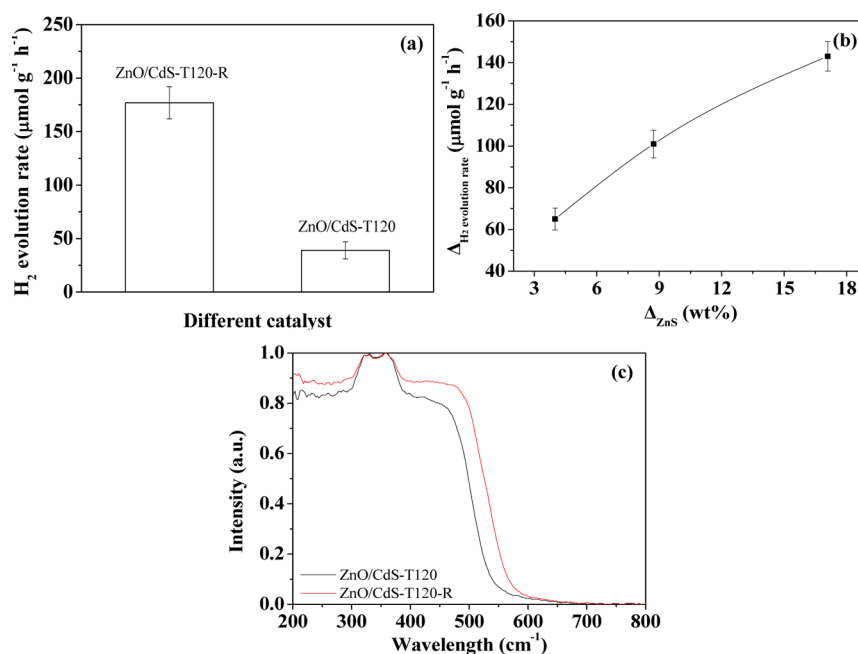 (a)
H₂ evolution rate (μmol g⁻¹ h⁻¹)
250
200
150
100
50
0
ZnO/CdS-T120-R
ZnO/CdS-T120
Different catalyst
(b)
Δ_H₂ evolution rate (μmol g⁻¹ h⁻¹)
160
140
120
100
80
60
40
3 6 9 12 15 18
Δ_ZnS (wt%)
(c)
Intensity (a.u.)
1.0
0.8
0.6
0.4
0.2
0.0
ZnO/CdS-T120
ZnO/CdS-T120-R
200 300 400 500 600 700 800
Wavelength (cm⁻¹)